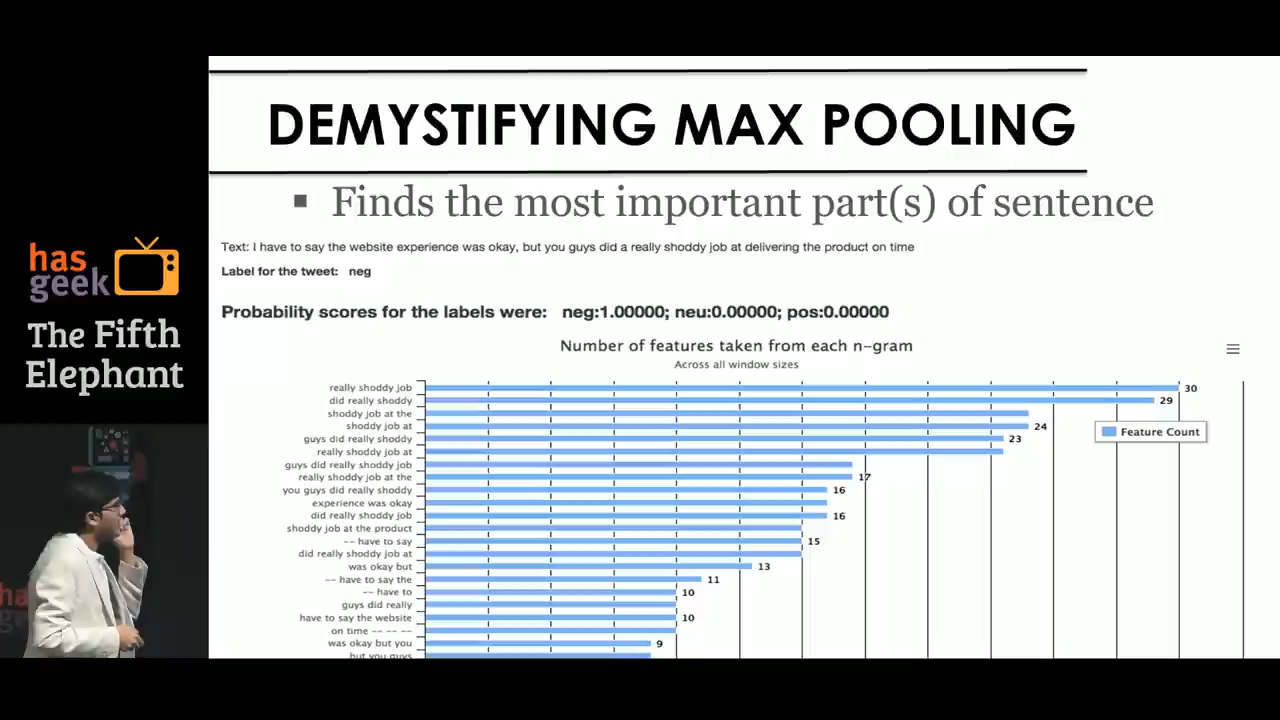 DEMYSTIFYING MAX POOLING
▪ Finds the most important part(s) of sentence
Text: I have to say the website experience was okay, but you guys did a really shoddy job at delivering the product on time
Label for the tweet: neg
Probability scores for the labels were: neg:1.00000; neu:0.00000; pos:0.00000
Number of features taken from each n-gram
Across all window sizes
really shoddy job 30
did really shoddy 29
shoddy job at the
shoddy job at 24
guys did really shoddy 23
really shoddy job at
guys did really shoddy job
really shoddy job at the 17
you guys did really shoddy 16
experience was okay
did really shoddy job 16
shoddy job at the product
-- have to say 15
did really shoddy job at
was okay but 13
-- have to say the 11
-- have to 10
guys did really
have to say the website 10
on time -- -- --
was okay but you 9
but you guys
Feature Count
has
geek
The Fifth
Elephant